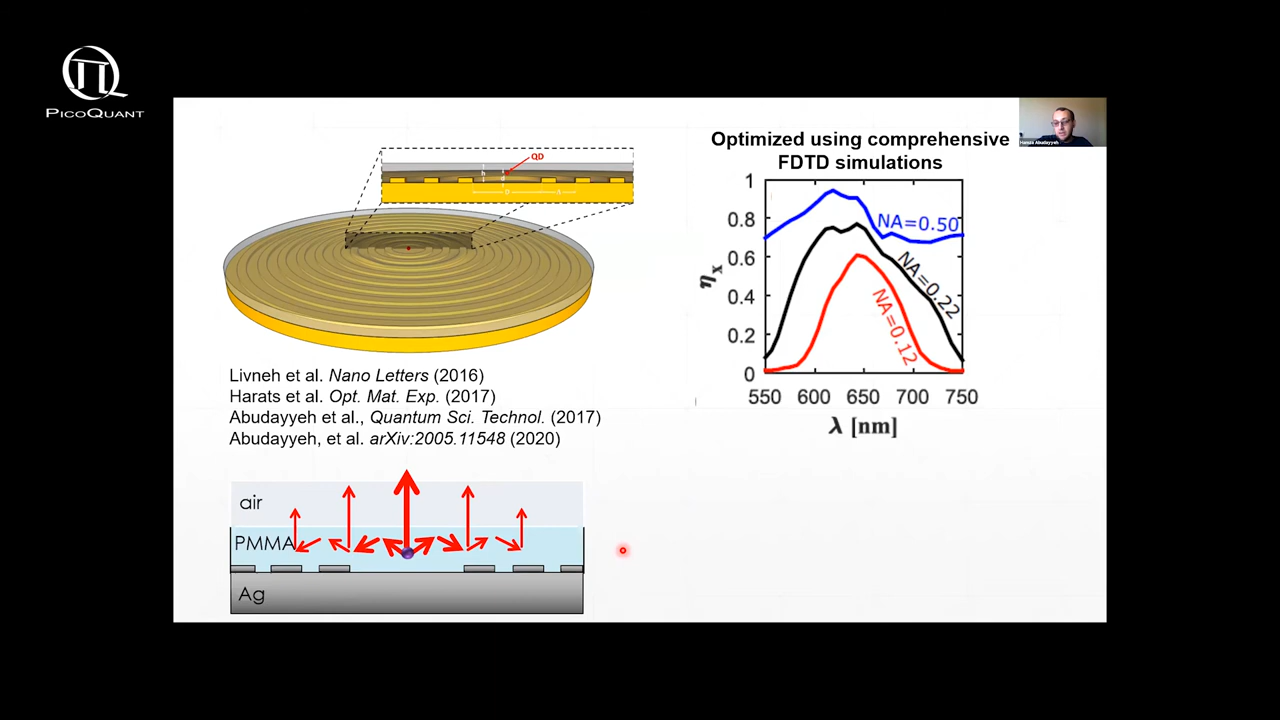 PICOQUANT
Hamza Abudayyeh
QD
h
d
D
Λ
Livneh et al. Nano Letters (2016)
Harats et al. Opt. Mat. Exp. (2017)
Abudayyeh et al., Quantum Sci. Technol. (2017)
Abudayyeh, et al. arXiv:2005.11548 (2020)
air
PMMA
Ag
Optimized using comprehensive
FDTD simulations
1
0.8
0.6
0.4
0.2
0
ηx
NA=0.50
NA=0.22
NA=0.12
550 600 650 700 750
λ [nm]